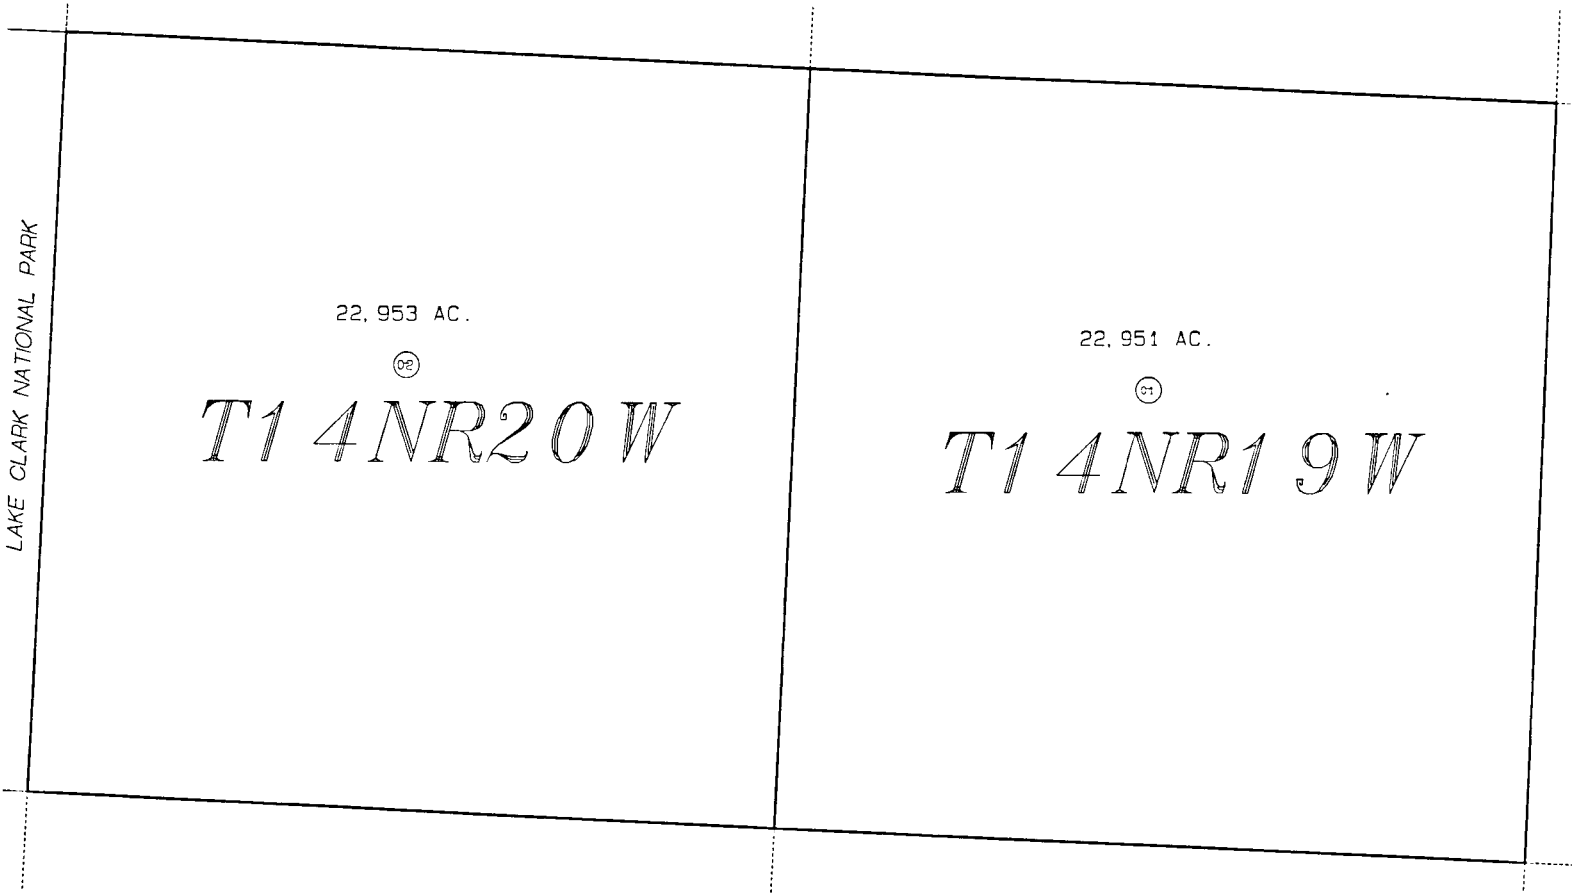 LAKE CLARK NATIONAL PARK
22,953 AC.
02
T14NR20W
22,951 AC.
01
T14NR19W